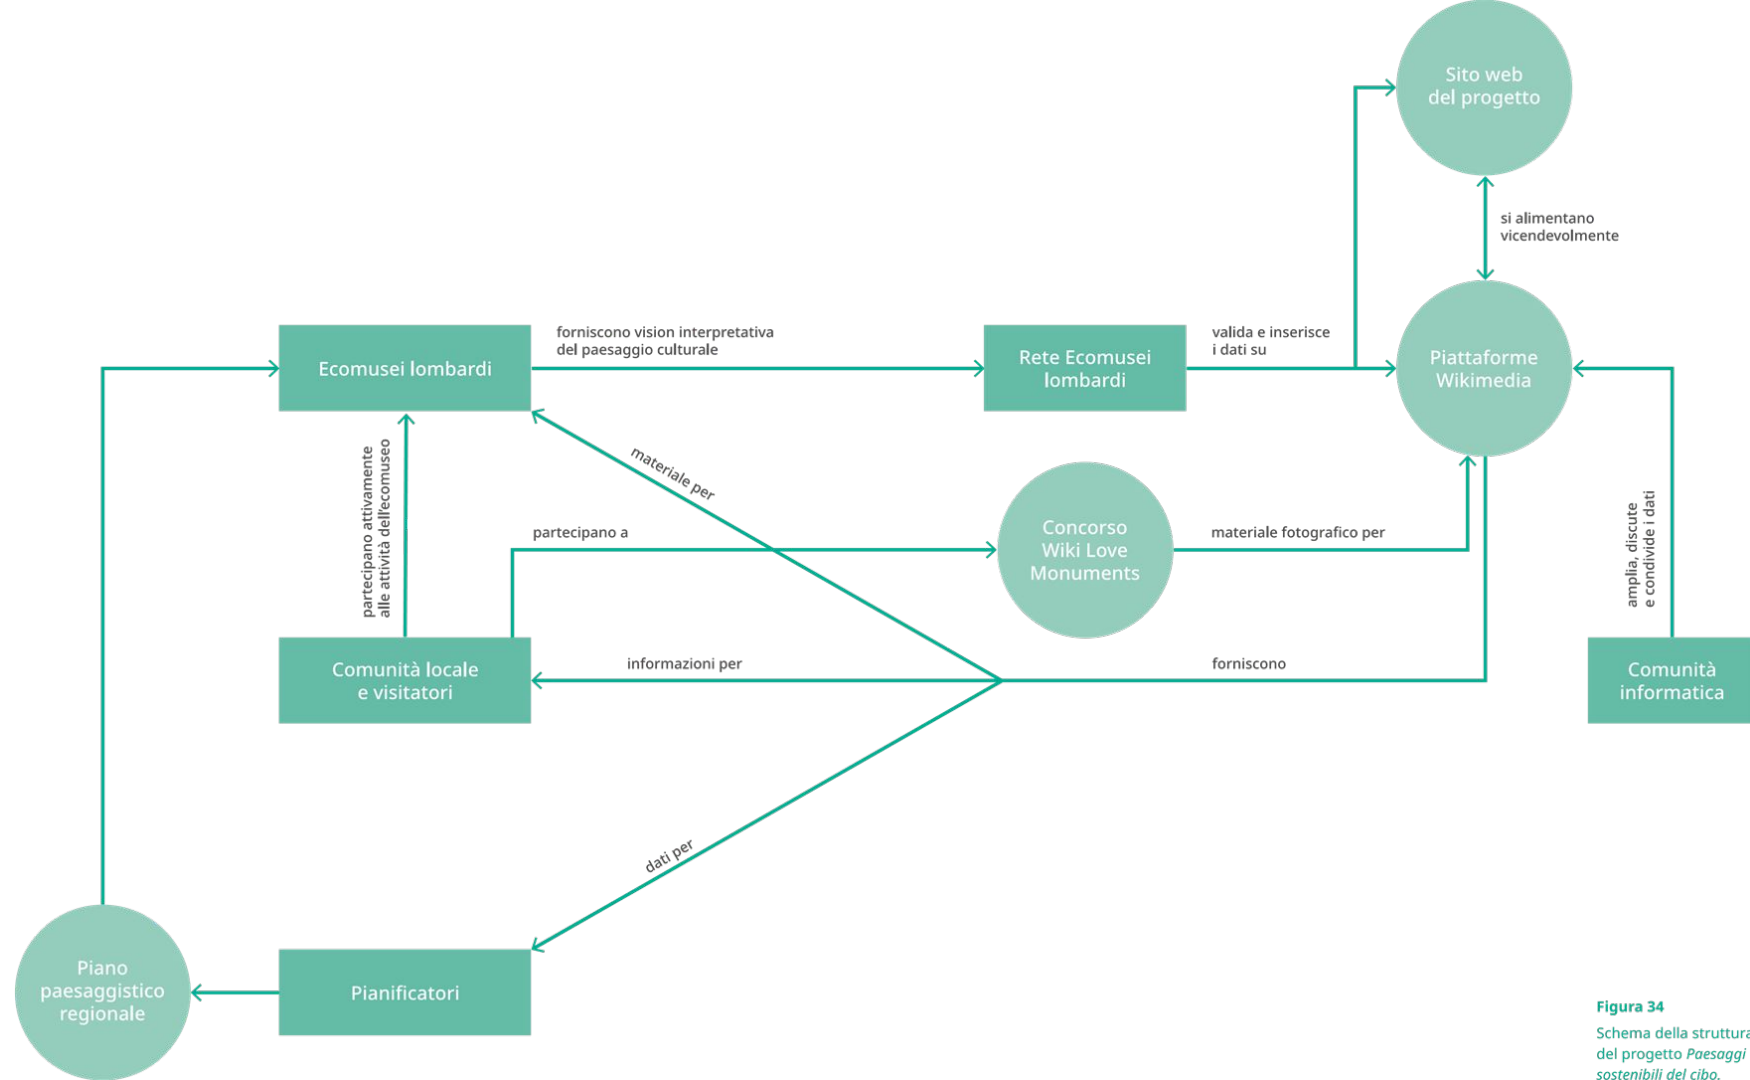 Sito web
del progetto
si alimentano
vicendevolmente
forniscono vision interpretativa
del paesaggio culturale
valida e inserisce
i dati su
Ecomusei lombardi
Rete Ecomusei
lombardi
Piattaforme
Wikimedia
partecipano attivamente
alle attività dell'ecomuseo
materiale per
partecipano a
Concorso
Wiki Love
Monuments
materiale fotografico per
amplia, discute
e condivide i dati
Comunità locale
e visitatori
informazioni per
forniscono
Comunità
informatica
dati per
Piano
paesaggistico
regionale
Pianificatori
Figura 34
Schema della struttura
del progetto Paesaggi
sostenibili del cibo.